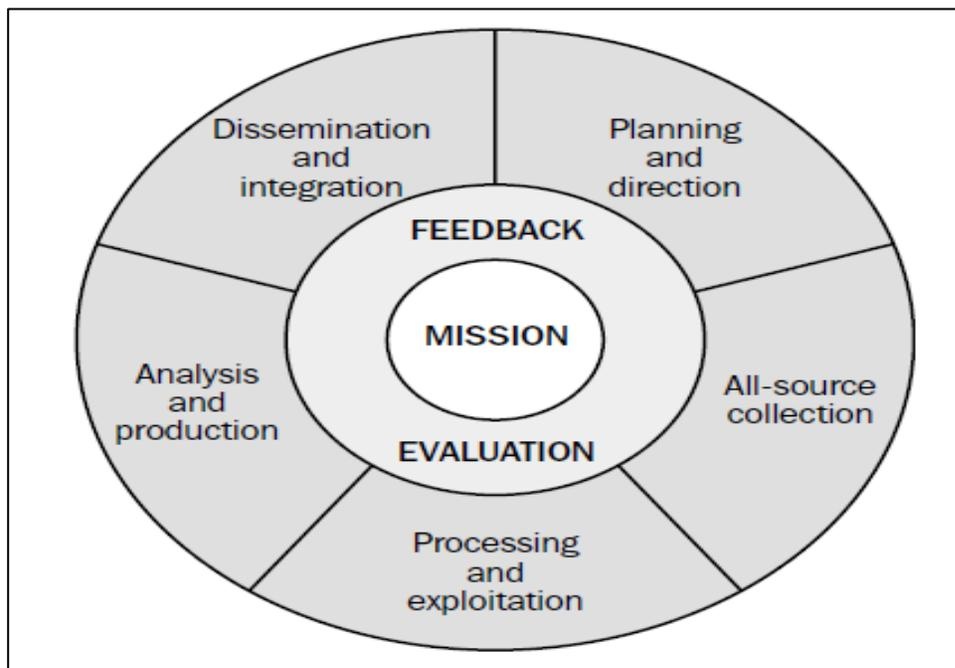 Dissemination
and
integration
Planning
and
direction
FEEDBACK
MISSION
Analysis
and
production
All-source
collection
EVALUATION
Processing
and
exploitation